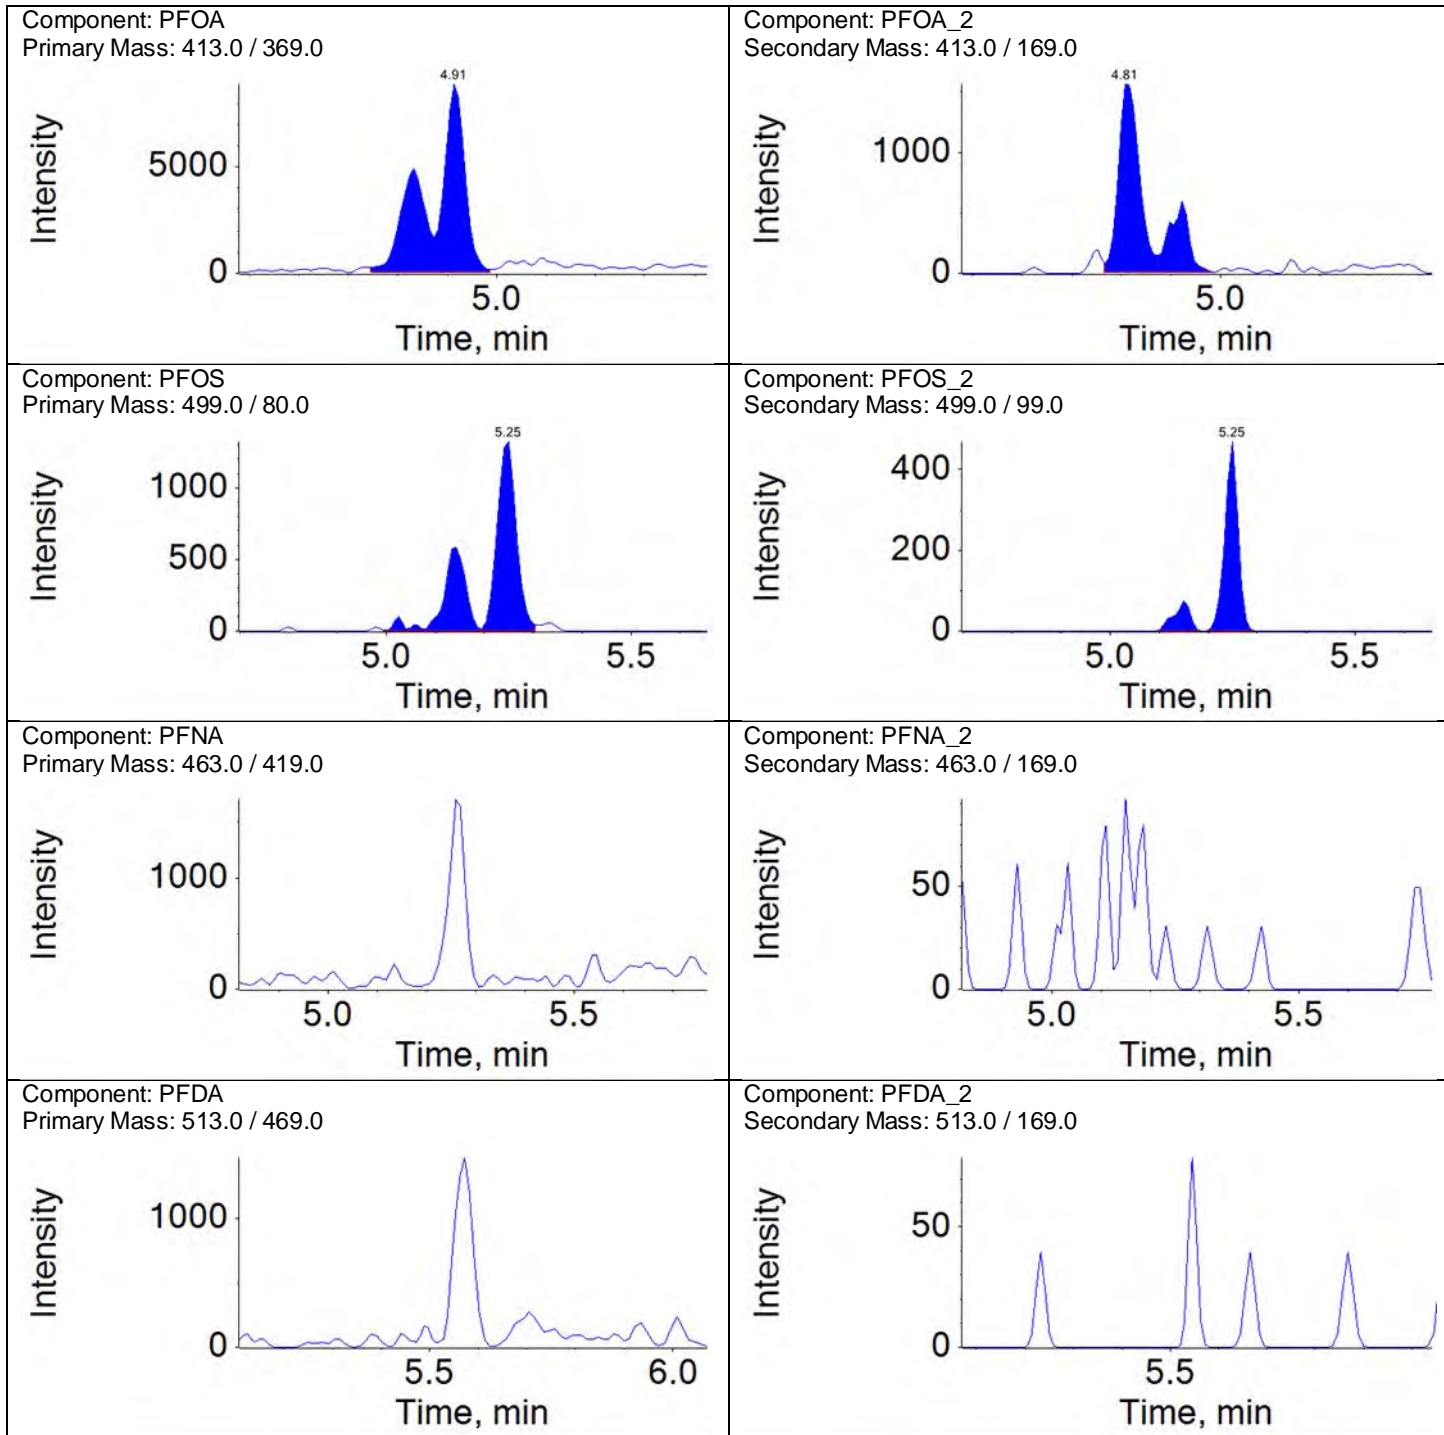 Component: PFOA
Primary Mass: 413.0 / 369.0
4.91
Intensity
5000
0
5.0
Time, min
Component: PFOA_2
Secondary Mass: 413.0 / 169.0
4.81
Intensity
1000
0
5.0
Time, min
Component: PFOS
Primary Mass: 499.0 / 80.0
5.25
Intensity
1000
500
0
5.0 5.5
Time, min
Component: PFOS_2
Secondary Mass: 499.0 / 99.0
5.25
Intensity
400
200
0
5.0 5.5
Time, min
Component: PFNA
Primary Mass: 463.0 / 419.0
Intensity
1000
0
5.0 5.5
Time, min
Component: PFNA_2
Secondary Mass: 463.0 / 169.0
Intensity
50
0
5.0 5.5
Time, min
Component: PFDA
Primary Mass: 513.0 / 469.0
Intensity
1000
0
5.5 6.0
Time, min
Component: PFDA_2
Secondary Mass: 513.0 / 169.0
Intensity
50
0
5.5
Time, min